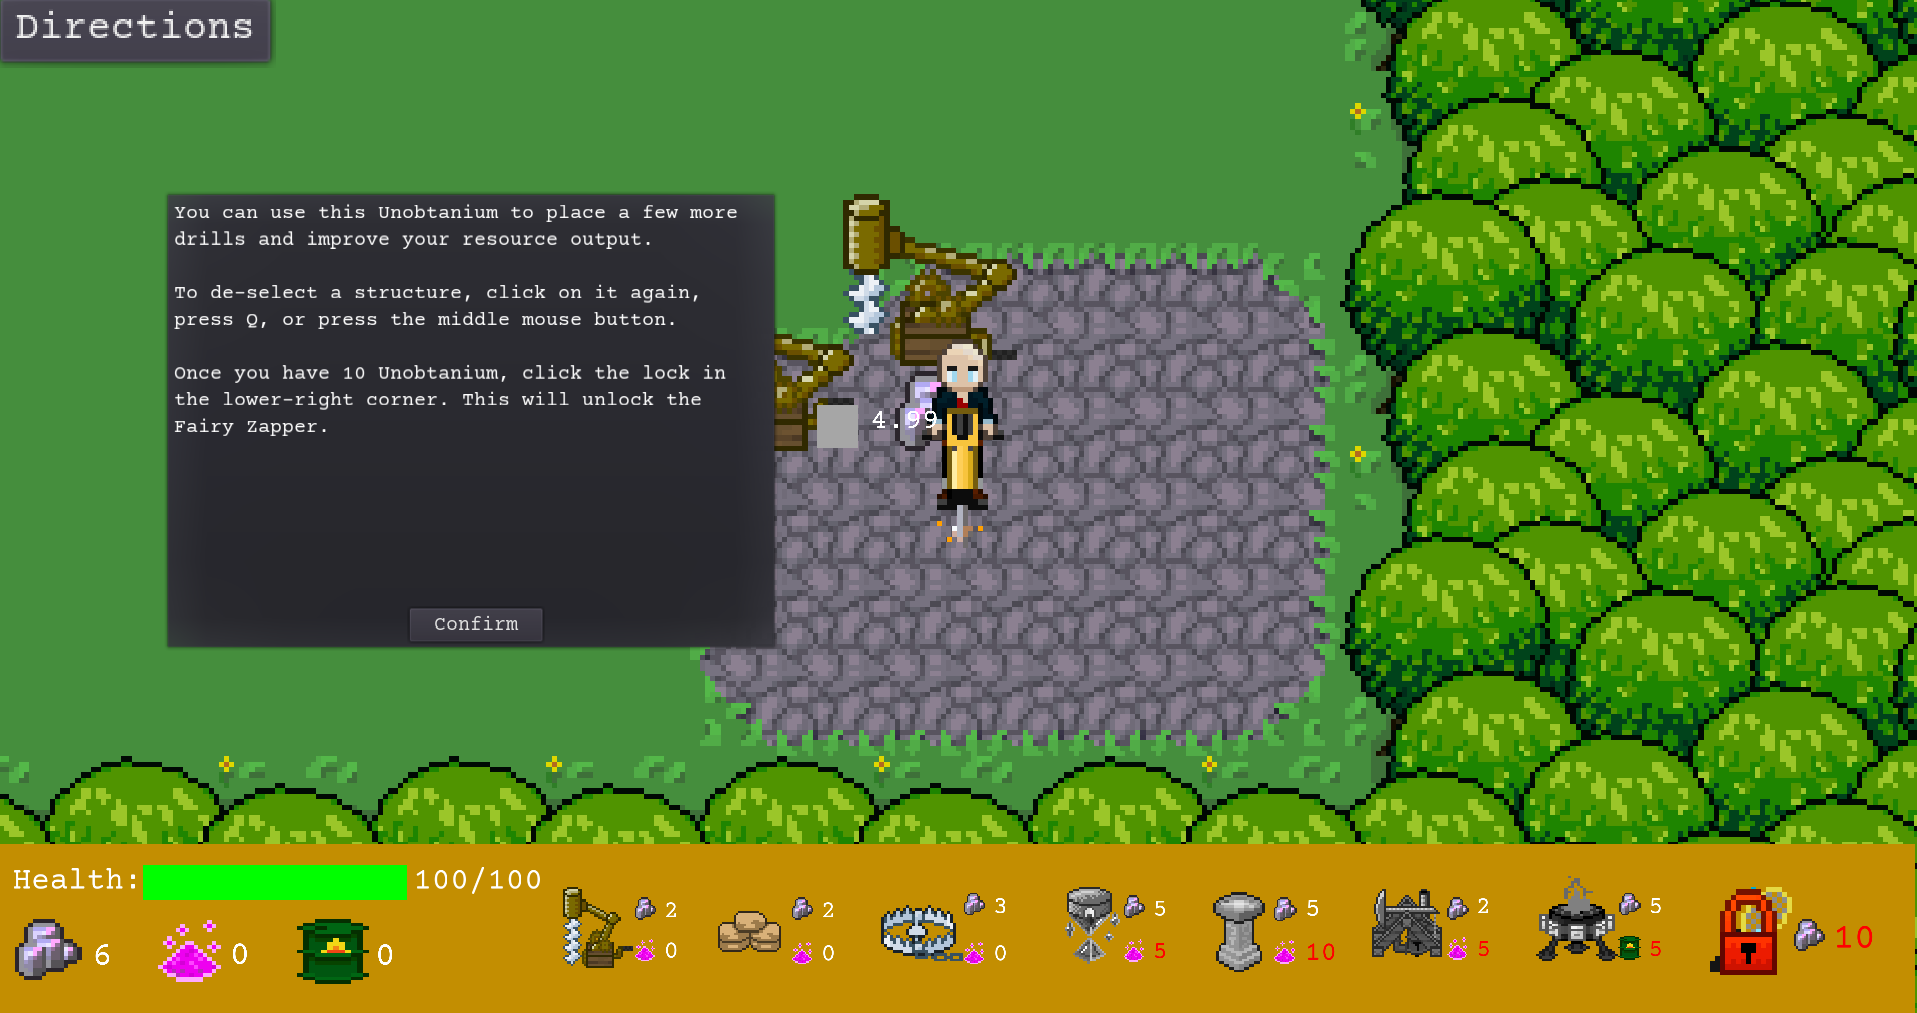 Directions
You can use this Unobtanium to place a few more
drills and improve your resource output.
To de-select a structure, click on it again,
press Q, or press the middle mouse button.
Once you have 10 Unobtanium, click the lock in
the lower-right corner. This will unlock the
Fairy Zapper.
Confirm
4.99
Health: 100/100
6 0 0
2 2 3 5 5 2 5
0 0 0 5 10 5 5
10